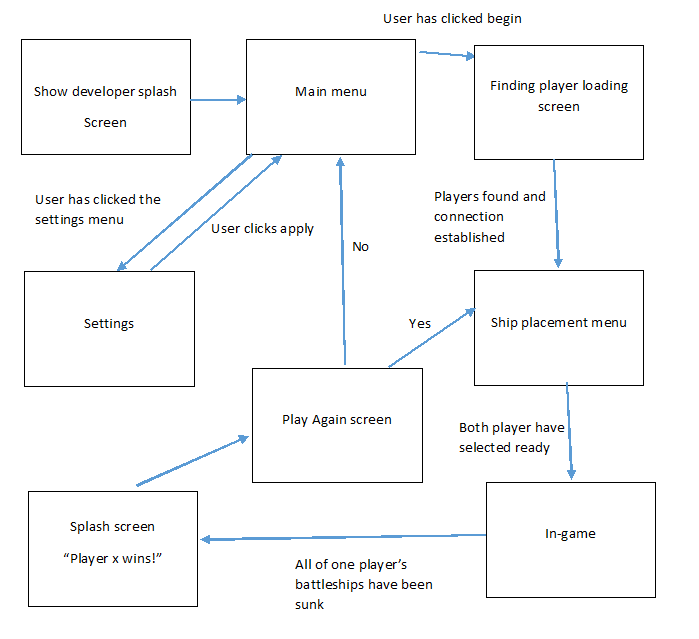 User has clicked begin
Show developer splash
Screen
Main menu
Finding player loading
screen
User has clicked the
settings menu
User clicks apply
No
Players found and
connection
established
Settings
Yes
Ship placement menu
Play Again screen
Both player have
selected ready
Splash screen
“Player x wins!”
In-game
All of one player’s
battleships have been
sunk